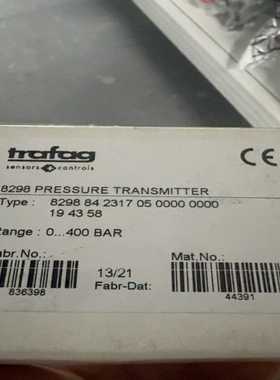 trafag
sensors controls
CE
8298 PRESSURE TRANSMITTER
Type : 8298 84 2317 05 0000 0000
19 43 58
ange : 0...400 BAR
abr.No.: 13/21 Mat.No.:
836398 Fabr-Dat: 44391